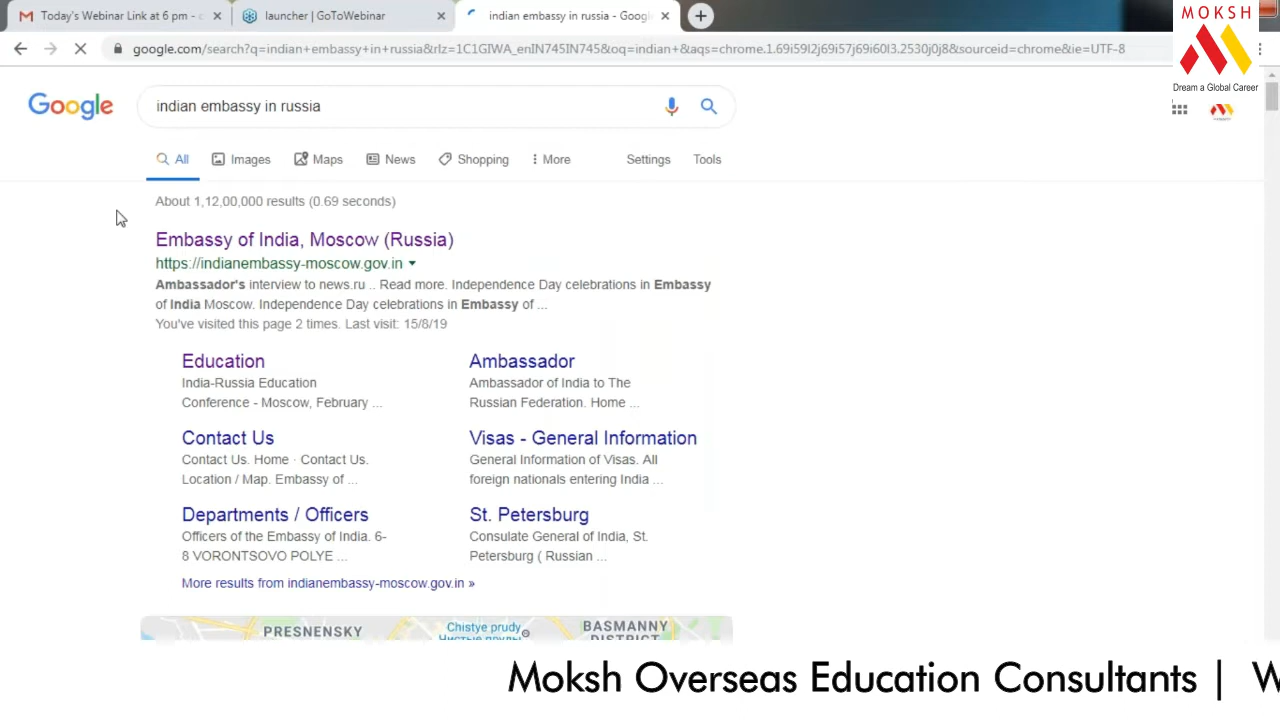 Today's Webinar Link at 6 pm - c
launcher | GoToWebinar
indian embassy in russia - Googl
MOKSH
Dream a Global Career
google.com/search?q=indian+embassy+in+russia&rlz=1C1GIWA_enIN745IN745&oq=indian+&aqs=chrome.1.69i59l2j69i57j69i60l3.2530j0j8&sourceid=chrome&ie=UTF-8
Google
indian embassy in russia
All Images Maps News Shopping More Settings Tools
About 1,12,00,000 results (0.69 seconds)
Embassy of India, Moscow (Russia)
https://indianembassy-moscow.gov.in
Ambassador's interview to news.ru .. Read more. Independence Day celebrations in Embassy
of India Moscow. Independence Day celebrations in Embassy of ...
You've visited this page 2 times. Last visit: 15/8/19
Education
India-Russia Education
Conference - Moscow, February ...
Ambassador
Ambassador of India to The
Russian Federation. Home ...
Contact Us
Contact Us. Home · Contact Us.
Location / Map. Embassy of ...
Visas - General Information
General Information of Visas. All
foreign nationals entering India ...
Departments / Officers
Officers of the Embassy of India. 6-
8 VORONTSOVO POLYE ...
St. Petersburg
Consulate General of India, St.
Petersburg ( Russian ...
More results from indianembassy-moscow.gov.in »
PRESNENSKY
Chistye prudy
Чистые пруды
BASMANNY
DISTRICT
Moksh Overseas Education Consultants | W